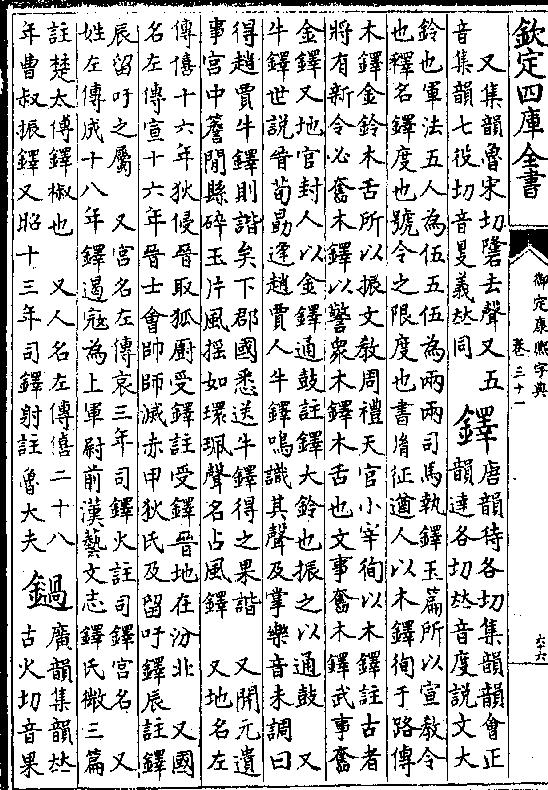 欽定四庫全書
御定康熙字典
卷三十一
六十六
又集韻魯宋切去聲又五
音集韻七役切音義𠀤同
鐸
唐韻待各切集韻韻會正
韻達各切𠀤音度說文大
鈴也軍法五人為伍五伍為兩兩司馬執鐸玉篇所以宣教令
也釋名鐸度也號令之限度也書胤征遒人以木鐸徇于路傳
木鐸金鈴木舌所以振文教周禮天官小宰徇以木鐸註古者
將有新令必奮木鐸以警衆木鐸木舌也文事奮木鐸武事奮
金鐸又地官封人以金鐸通鼓註鐸大鈴也振之以通鼓 又
牛鐸世說晉荀勗逢趙賈人牛鐸鳴識其聲及掌樂音未調曰
得趙賈牛鐸則諧矣下郡國悉送牛鐸得之果諧 又開元遺
事宮中簷閒縣碎玉片風搖如環珮聲名占風鐸 又地名左
傳僖十六年狄侵晉取狐厨受鐸註受鐸晉地在汾北 又國
名左傳宣十六年晉士會帥師滅赤甲狄氏及留吁鐸辰註鐸
辰留吁之屬 又宮名左傳哀三年司鐸火註司鐸宮名 又
姓左傳成十八年鐸遏寇為上軍尉前漢藝文志鐸氏微三篇
註楚太傅鐸椒也 又人名左傳僖二十八
年曹叔振鐸又昭十三年司鐸射註魯大夫
鍋
廣韻集韻𠀤
古火切音果